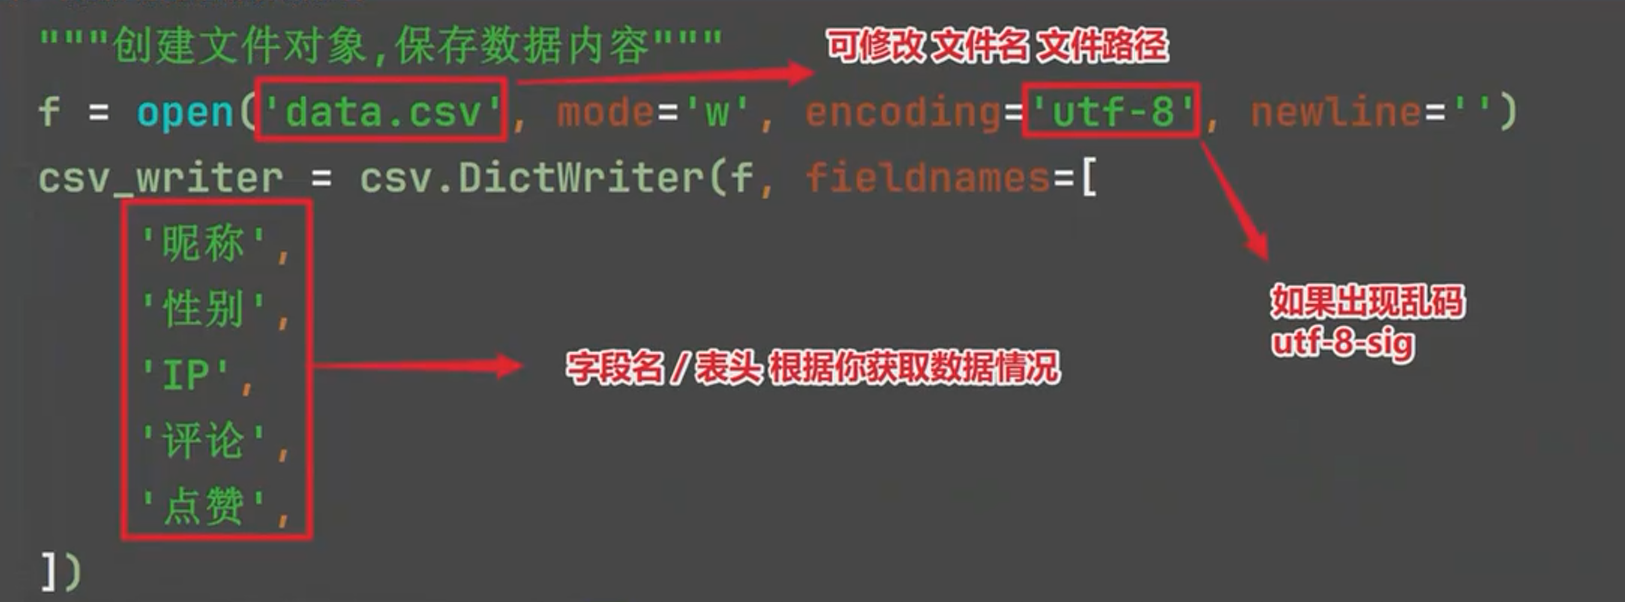 """创建文件对象,保存数据内容"""
可修改 文件名 文件路径
f = open('data.csv', mode='w', encoding='utf-8', newline='')
csv_writer = csv.DictWriter(f, fieldnames=[
'昵称',
'性别',
如果出现乱码
utf-8-sig
'IP',
字段名 / 表头 根据你获取数据情况
'评论',
'点赞',
])